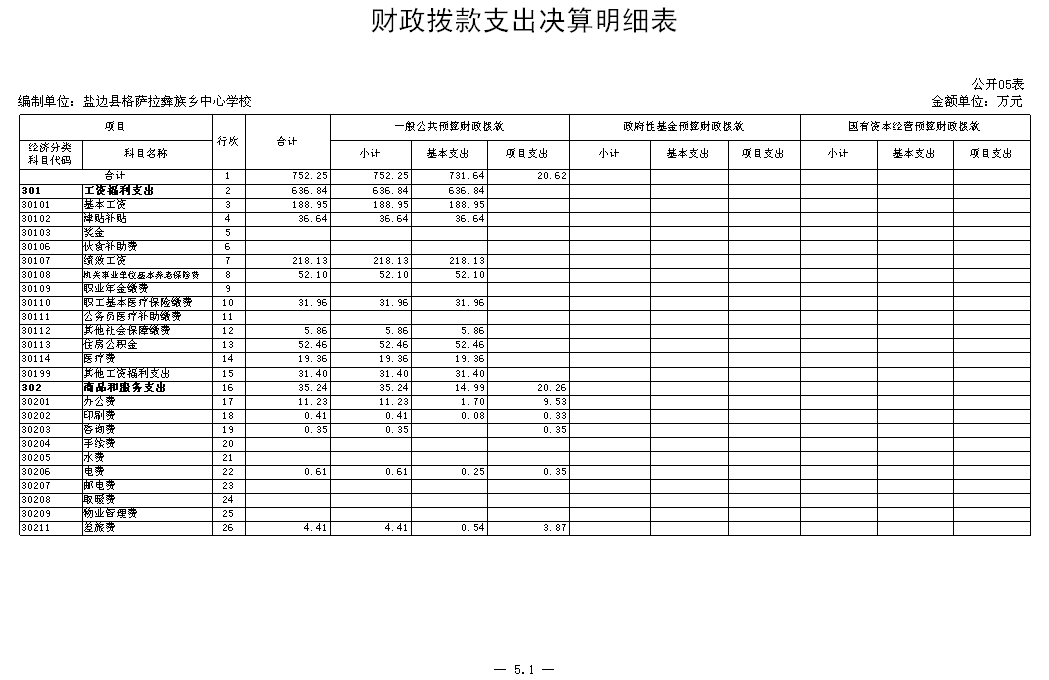 财政拨款支出决算明细表
公开05表
编制单位：盐边县格萨拉彝族乡中心学校 金额单位：万元
项目 行次 合计 一般公共预算财政拨款 政府性基金预算财政拨款 国有资本经营预算财政拨款
经济分类科目代码 科目名称 小计 基本支出 项目支出 小计 基本支出 项目支出 小计 基本支出 项目支出
合计 1 752.25 752.25 731.64 20.62
301 工资福利支出 2 636.84 636.84 636.84
30101 基本工资 3 188.95 188.95 188.95
30102 津贴补贴 4 36.64 36.64 36.64
30103 奖金 5
30106 伙食补助费 6
30107 绩效工资 7 218.13 218.13 218.13
30108 机关事业单位基本养老保险费 8 52.10 52.10 52.10
30109 职业年金缴费 9
30110 职工基本医疗保险缴费 10 31.96 31.96 31.96
30111 公务员医疗补助缴费 11
30112 其他社会保障缴费 12 5.86 5.86 5.86
30113 住房公积金 13 52.46 52.46 52.46
30114 医疗费 14 19.36 19.36 19.36
30199 其他工资福利支出 15 31.40 31.40 31.40
302 商品和服务支出 16 35.24 35.24 14.99 20.26
30201 办公费 17 11.23 11.23 1.70 9.53
30202 印刷费 18 0.41 0.41 0.08 0.33
30203 咨询费 19 0.35 0.35 0.35
30204 手续费 20
30205 水费 21
30206 电费 22 0.61 0.61 0.25 0.35
30207 邮电费 23
30208 取暖费 24
30209 物业管理费 25
30211 差旅费 26 4.41 4.41 0.54 3.87
— 5.1 —